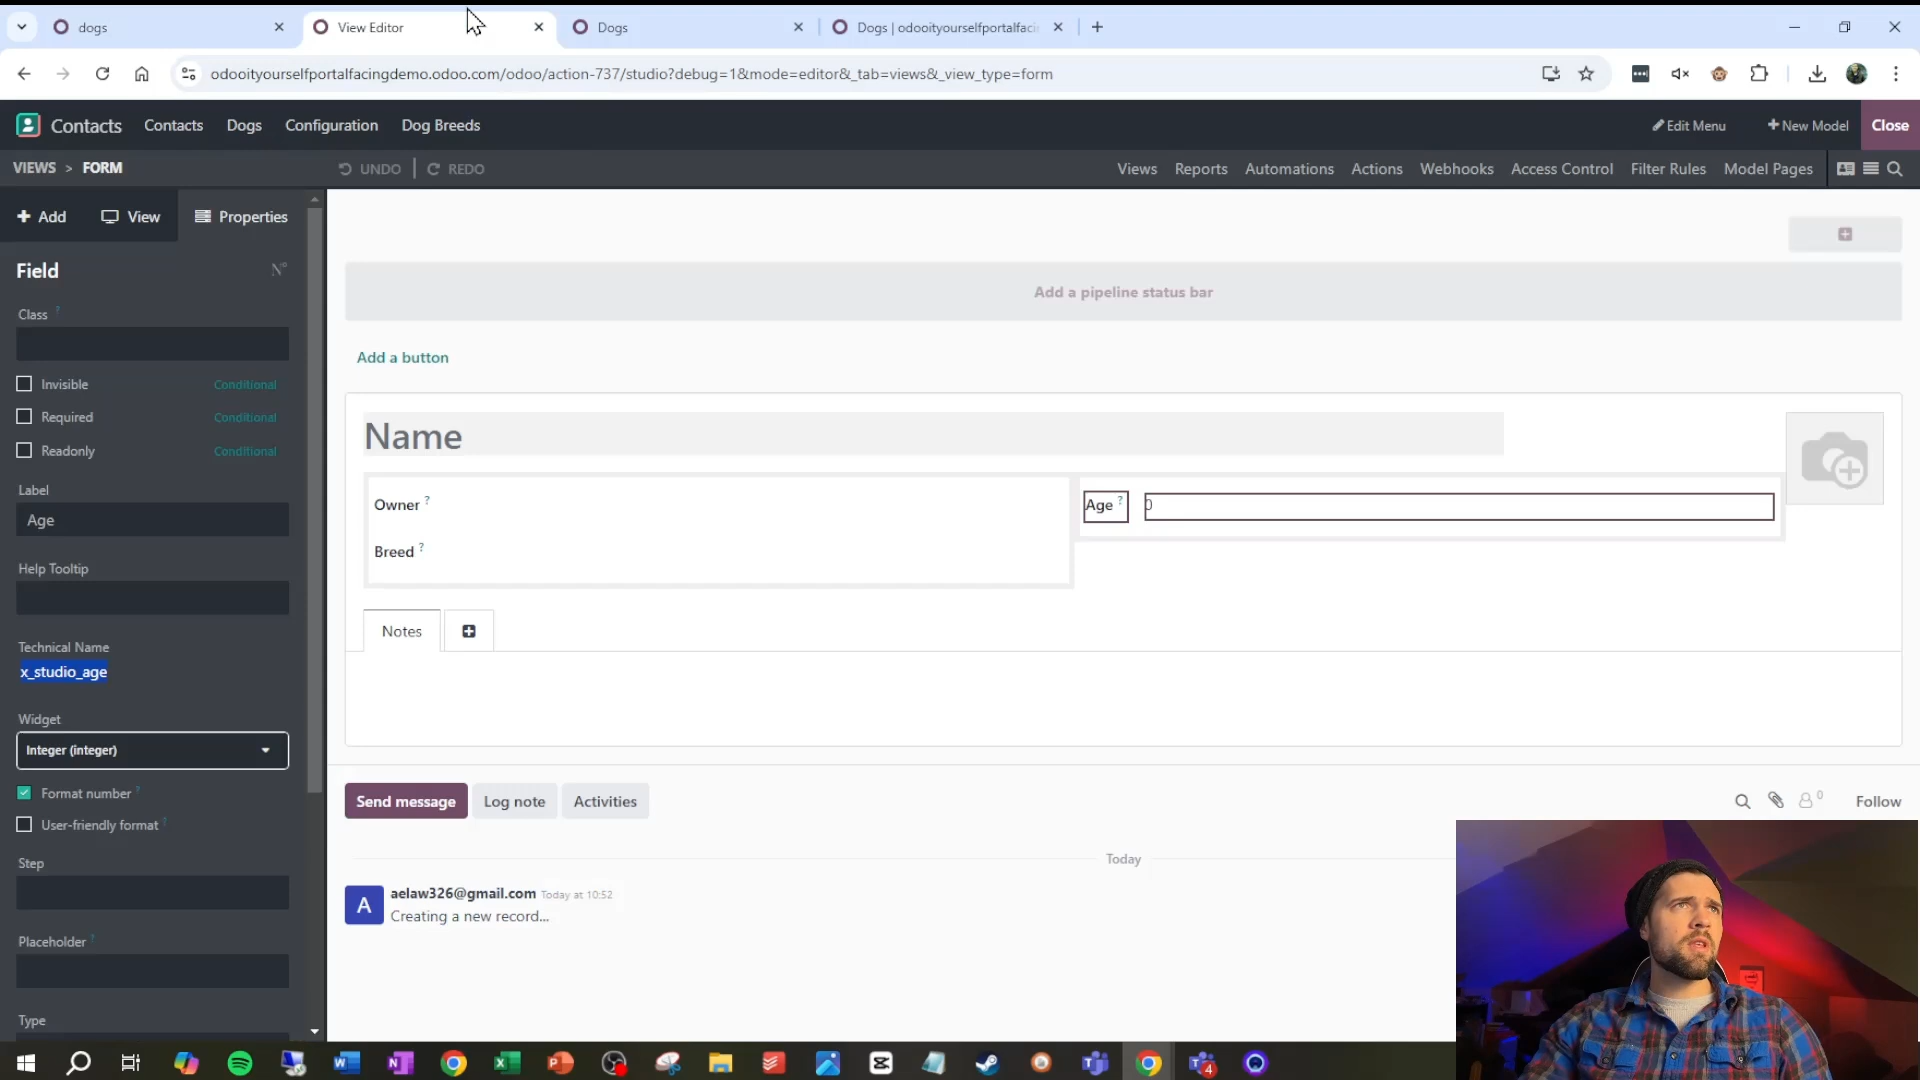 dogs
View Editor
Dogs
Dogs | odooityourselfportalfaci
odooityourselfportalfacingdemo.odoo.com/odoo/action-737/studio?debug=1&mode=editor&_tab=views&_view_type=form
Contacts
Contacts
Dogs
Configuration
Dog Breeds
Edit Menu
New Model
Close
VIEWS > FORM
UNDO
REDO
Views
Reports
Automations
Actions
Webhooks
Access Control
Filter Rules
Model Pages
Add
View
Properties
Field
N°
Class ?
Invisible
Conditional
Required
Conditional
Readonly
Conditional
Label
Age
Help Tooltip
Technical Name
x_studio_age
Widget
Integer (integer)
Format number ?
User-friendly format ?
Step
Placeholder ?
Type
Add a pipeline status bar
Add a button
Name
Owner ?
Age ?
0
Breed ?
Notes
Send message
Log note
Activities
0
Follow
Today
A
aelaw326@gmail.com Today at 10:52
Creating a new record...
4